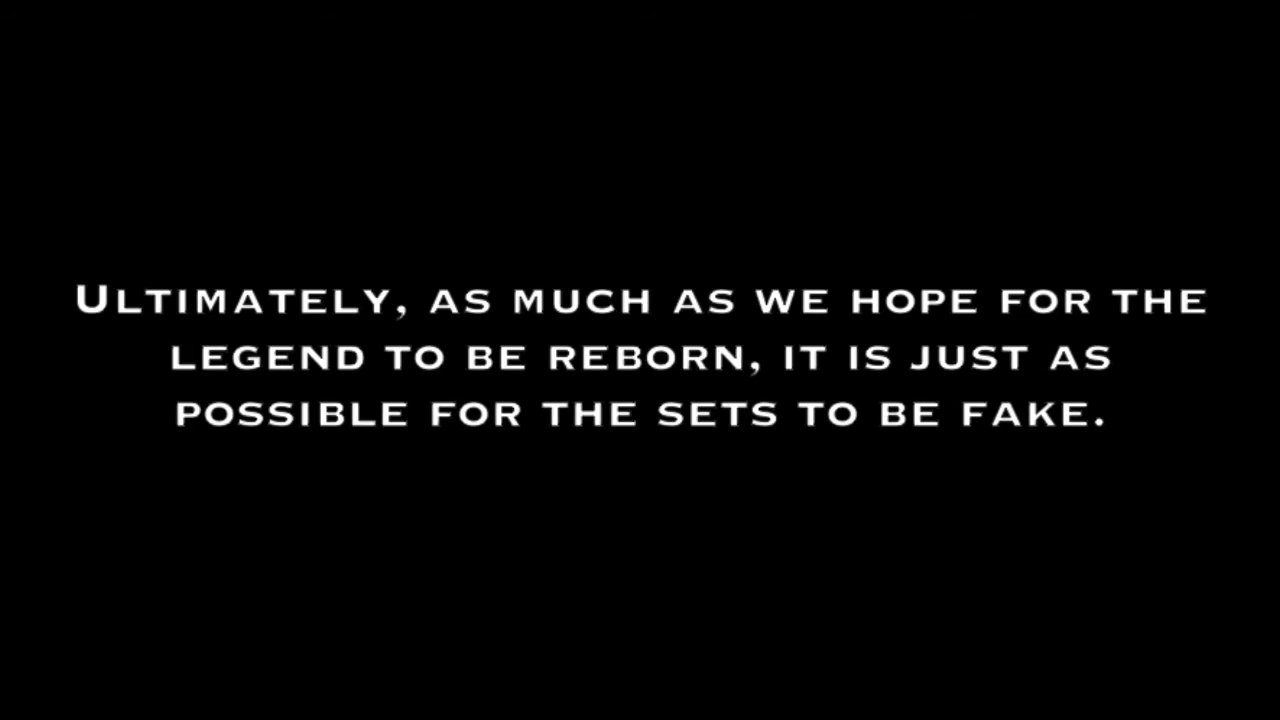 Ultimately, as much as we hope for the
legend to be reborn, it is just as
possible for the sets to be fake.